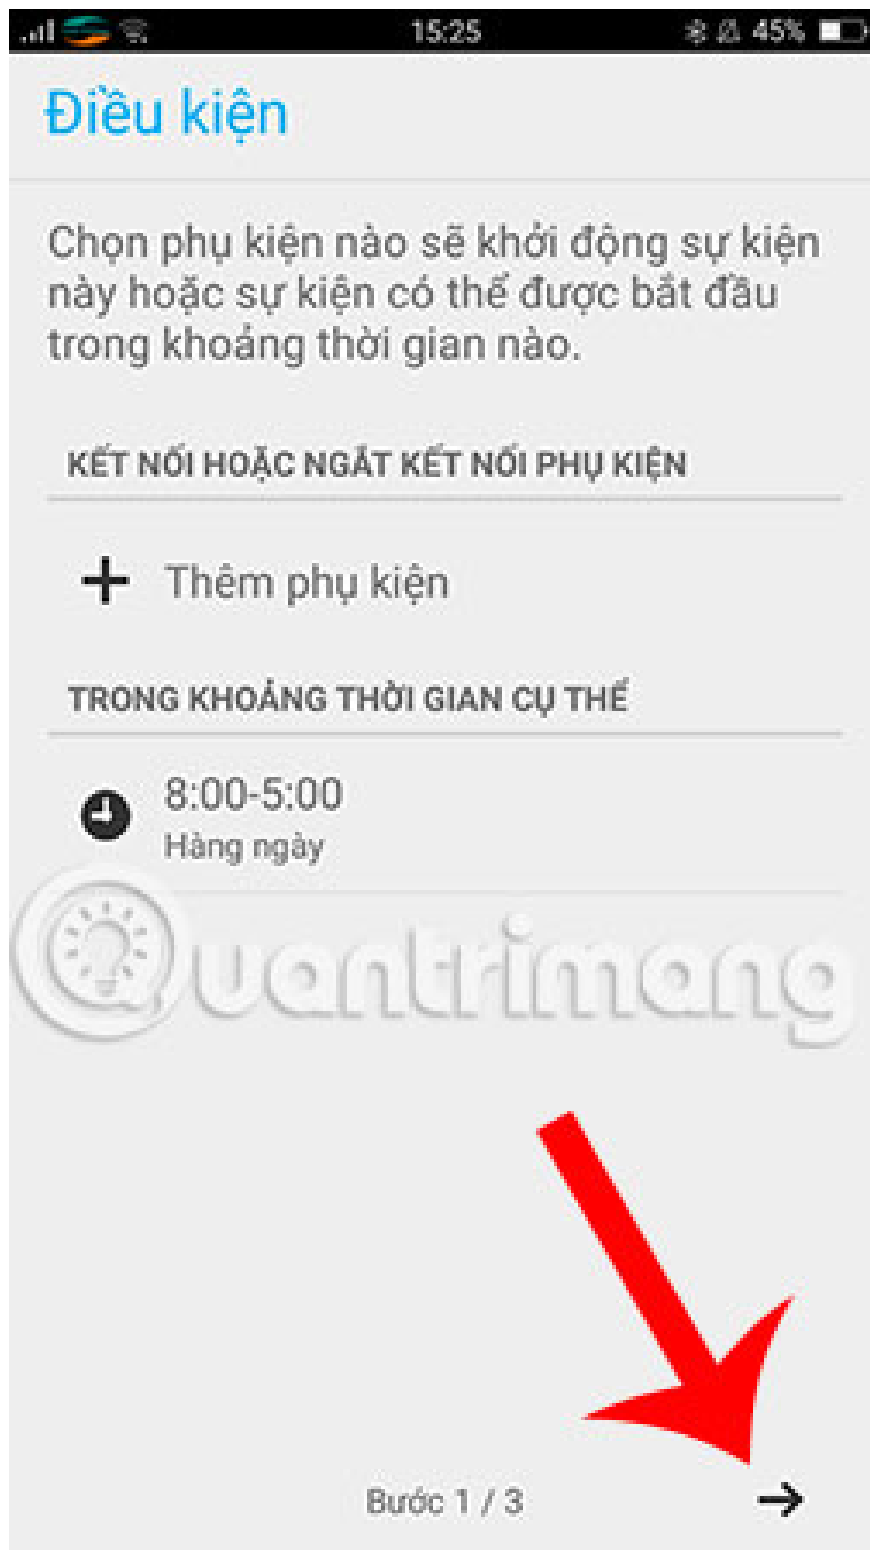 15:25
45%
Điều kiện
Chọn phụ kiện nào sẽ khởi động sự kiện
này hoặc sự kiện có thể được bắt đầu
trong khoảng thời gian nào.
KẾT NỐI HOẶC NGẮT KẾT NỐI PHỤ KIỆN
Thêm phụ kiện
TRONG KHOẢNG THỜI GIAN CỤ THỂ
8:00-5:00
Hàng ngày
Quantrimang
Bước 1 / 3